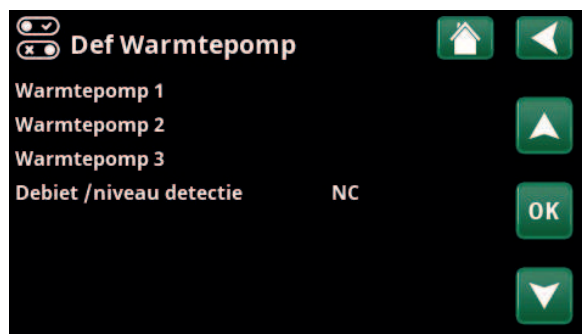 Def Warmtepomp
Warmtepomp 1
Warmtepomp 2
Warmtepomp 3
Debiet /niveau detectie NC
OK